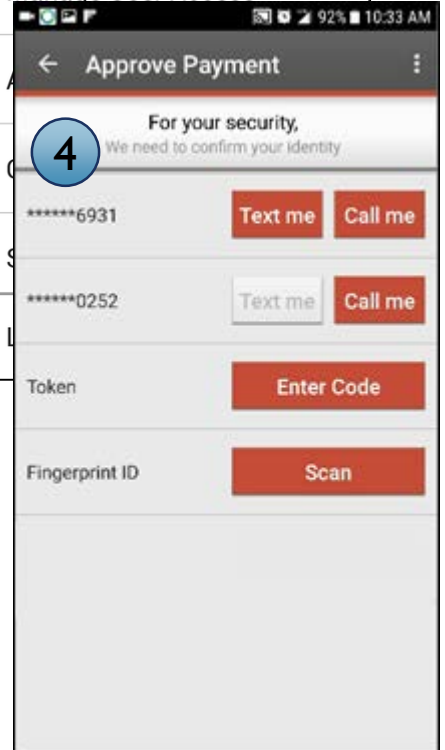 92% 10:33 AM
← Approve Payment
For your security,
4
We need to confirm your identity
******6931 Text me Call me
******0252 Text me Call me
Token Enter Code
Fingerprint ID Scan